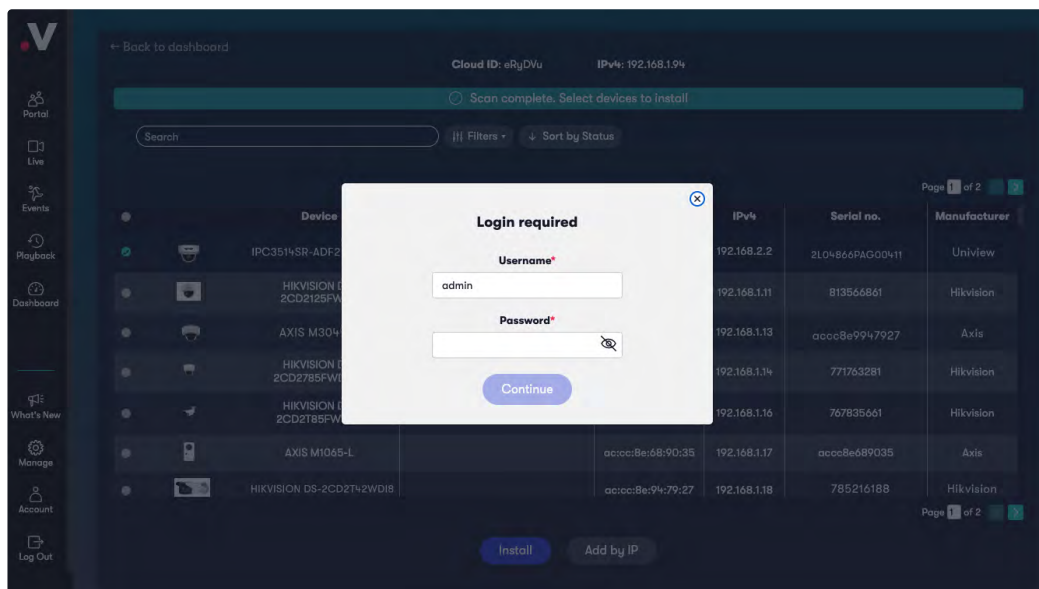 .V
← Back to dashboard
Cloud ID: eRyDVu IPv4: 192.168.1.94
Scan complete. Select devices to install
Search Filters Sort by Status
Portal
Live
Events
Playback
Dashboard
What's New
Manage
Account
Log Out
Page 1 of 2
Device IPv4 Serial no. Manufacturer
IPC3514SR-ADF2 192.168.2.2 2L04866PAG00411 Uniview
HIKVISION
2CD2125FW 192.168.1.11 813566861 Hikvision
AXIS M304 192.168.1.13 accc8e9947927 Axis
HIKVISION
2CD2785FW 192.168.1.14 771763281 Hikvision
HIKVISION
2CD2T85FW 192.168.1.16 767835661 Hikvision
AXIS M1065-L ac:cc:8e:68:90:35 192.168.1.17 accc8e689035 Axis
HIKVISION DS-2CD2T42WDI8 ac:cc:8e:94:79:27 192.168.1.18 785216188 Hikvision
Page 1 of 2
Login required
Username*
admin
Password*
Continue
Install Add by IP